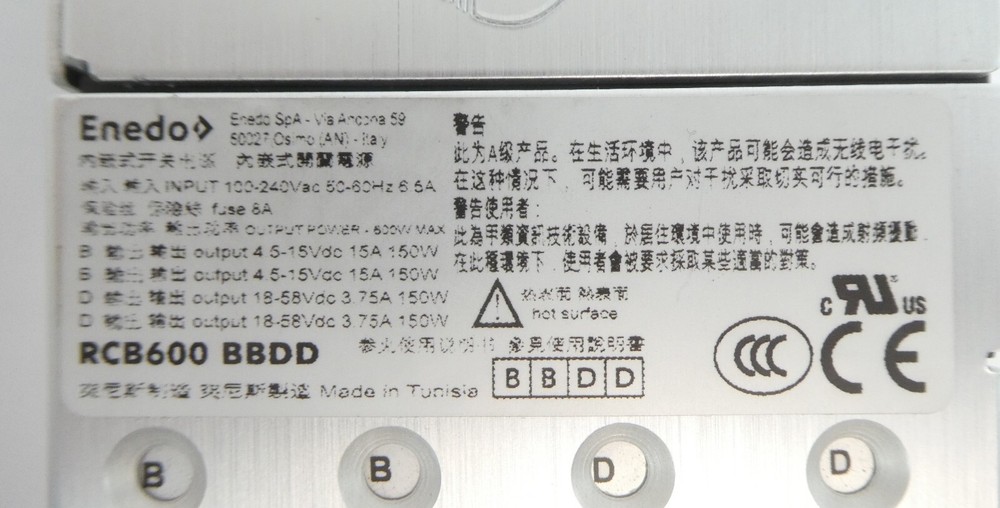 Enedo
Enedo SpA - Via Ancona 59
60027 Osimo (AN) - Italy
内嵌式开关电源 內嵌式開關電源
输入 輸入 INPUT 100-240Vac 50-60Hz 6.5A
保险丝 保險絲 fuse 8A
输出功率 輸出功率 OUTPUT POWER - 600W MAX
B 输出 輸出 output 4.5-15Vdc 15A 150W
B 输出 輸出 output 4.5-15Vdc 15A 150W
D 输出 輸出 output 18-58Vdc 3.75A 150W
D 输出 輸出 output 18-58Vdc 3.75A 150W
RCB600 BBDD
参见使用说明书 參見使用說明書
奕尼斯制造 突尼斯製造 Made in Tunisia
警告
此为A级产品。在生活环境中，该产品可能会造成无线电干扰。
在这种情况下，可能需要用户对干扰采取切实可行的措施。
警告使用者：
此為甲類資訊技術設備，於居住環境中使用時，可能會造成射頻擾動，
在此種環境下，使用者會被要求採取某些適當的對策。
热表面 熱表面
hot surface
B B D D
CCC
c RU US
CE
B B D D